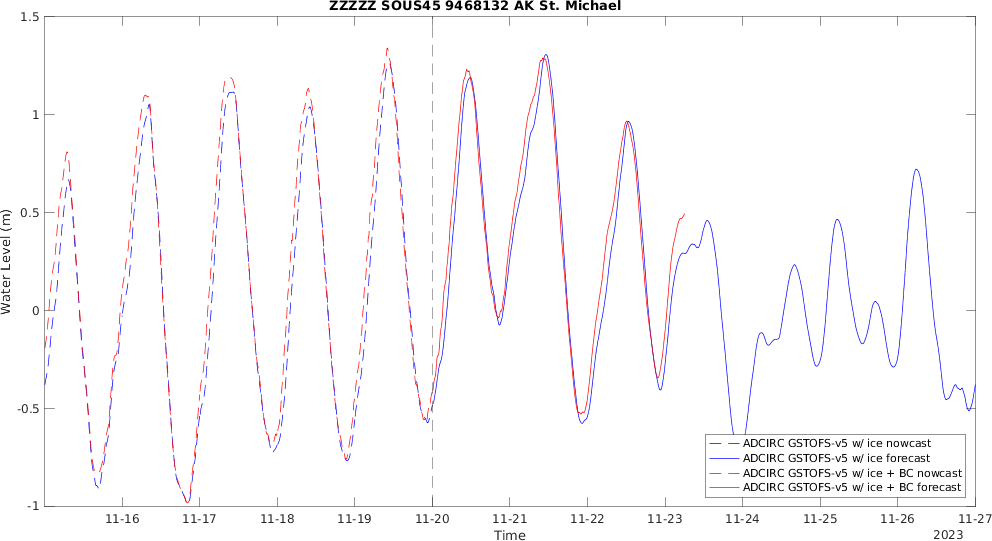 ZZZZZ SOUS45 9468132 AK St. Michael
1.5
1
0.5
0
-0.5
-1
Water Level (m)
ADCIRC GSTOFS-v5 w/ ice nowcast
ADCIRC GSTOFS-v5 w/ ice forecast
ADCIRC GSTOFS-v5 w/ ice + BC nowcast
ADCIRC GSTOFS-v5 w/ ice + BC forecast
11-16 11-17 11-18 11-19 11-20 11-21 11-22 11-23 11-24 11-25 11-26 11-27
Time
2023